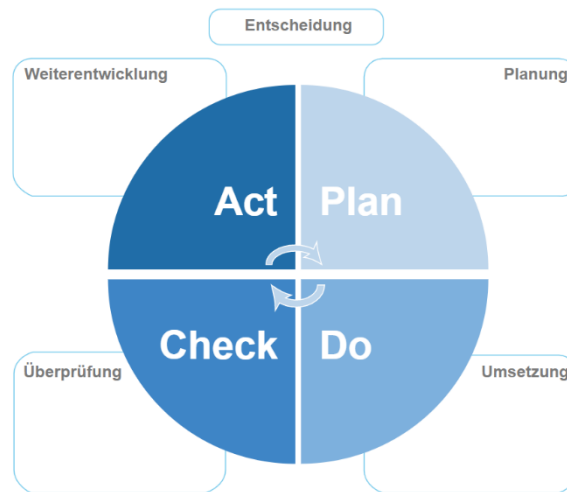 Entscheidung
Weiterentwicklung
Planung
Act
Plan
Check
Do
Überprüfung
Umsetzung